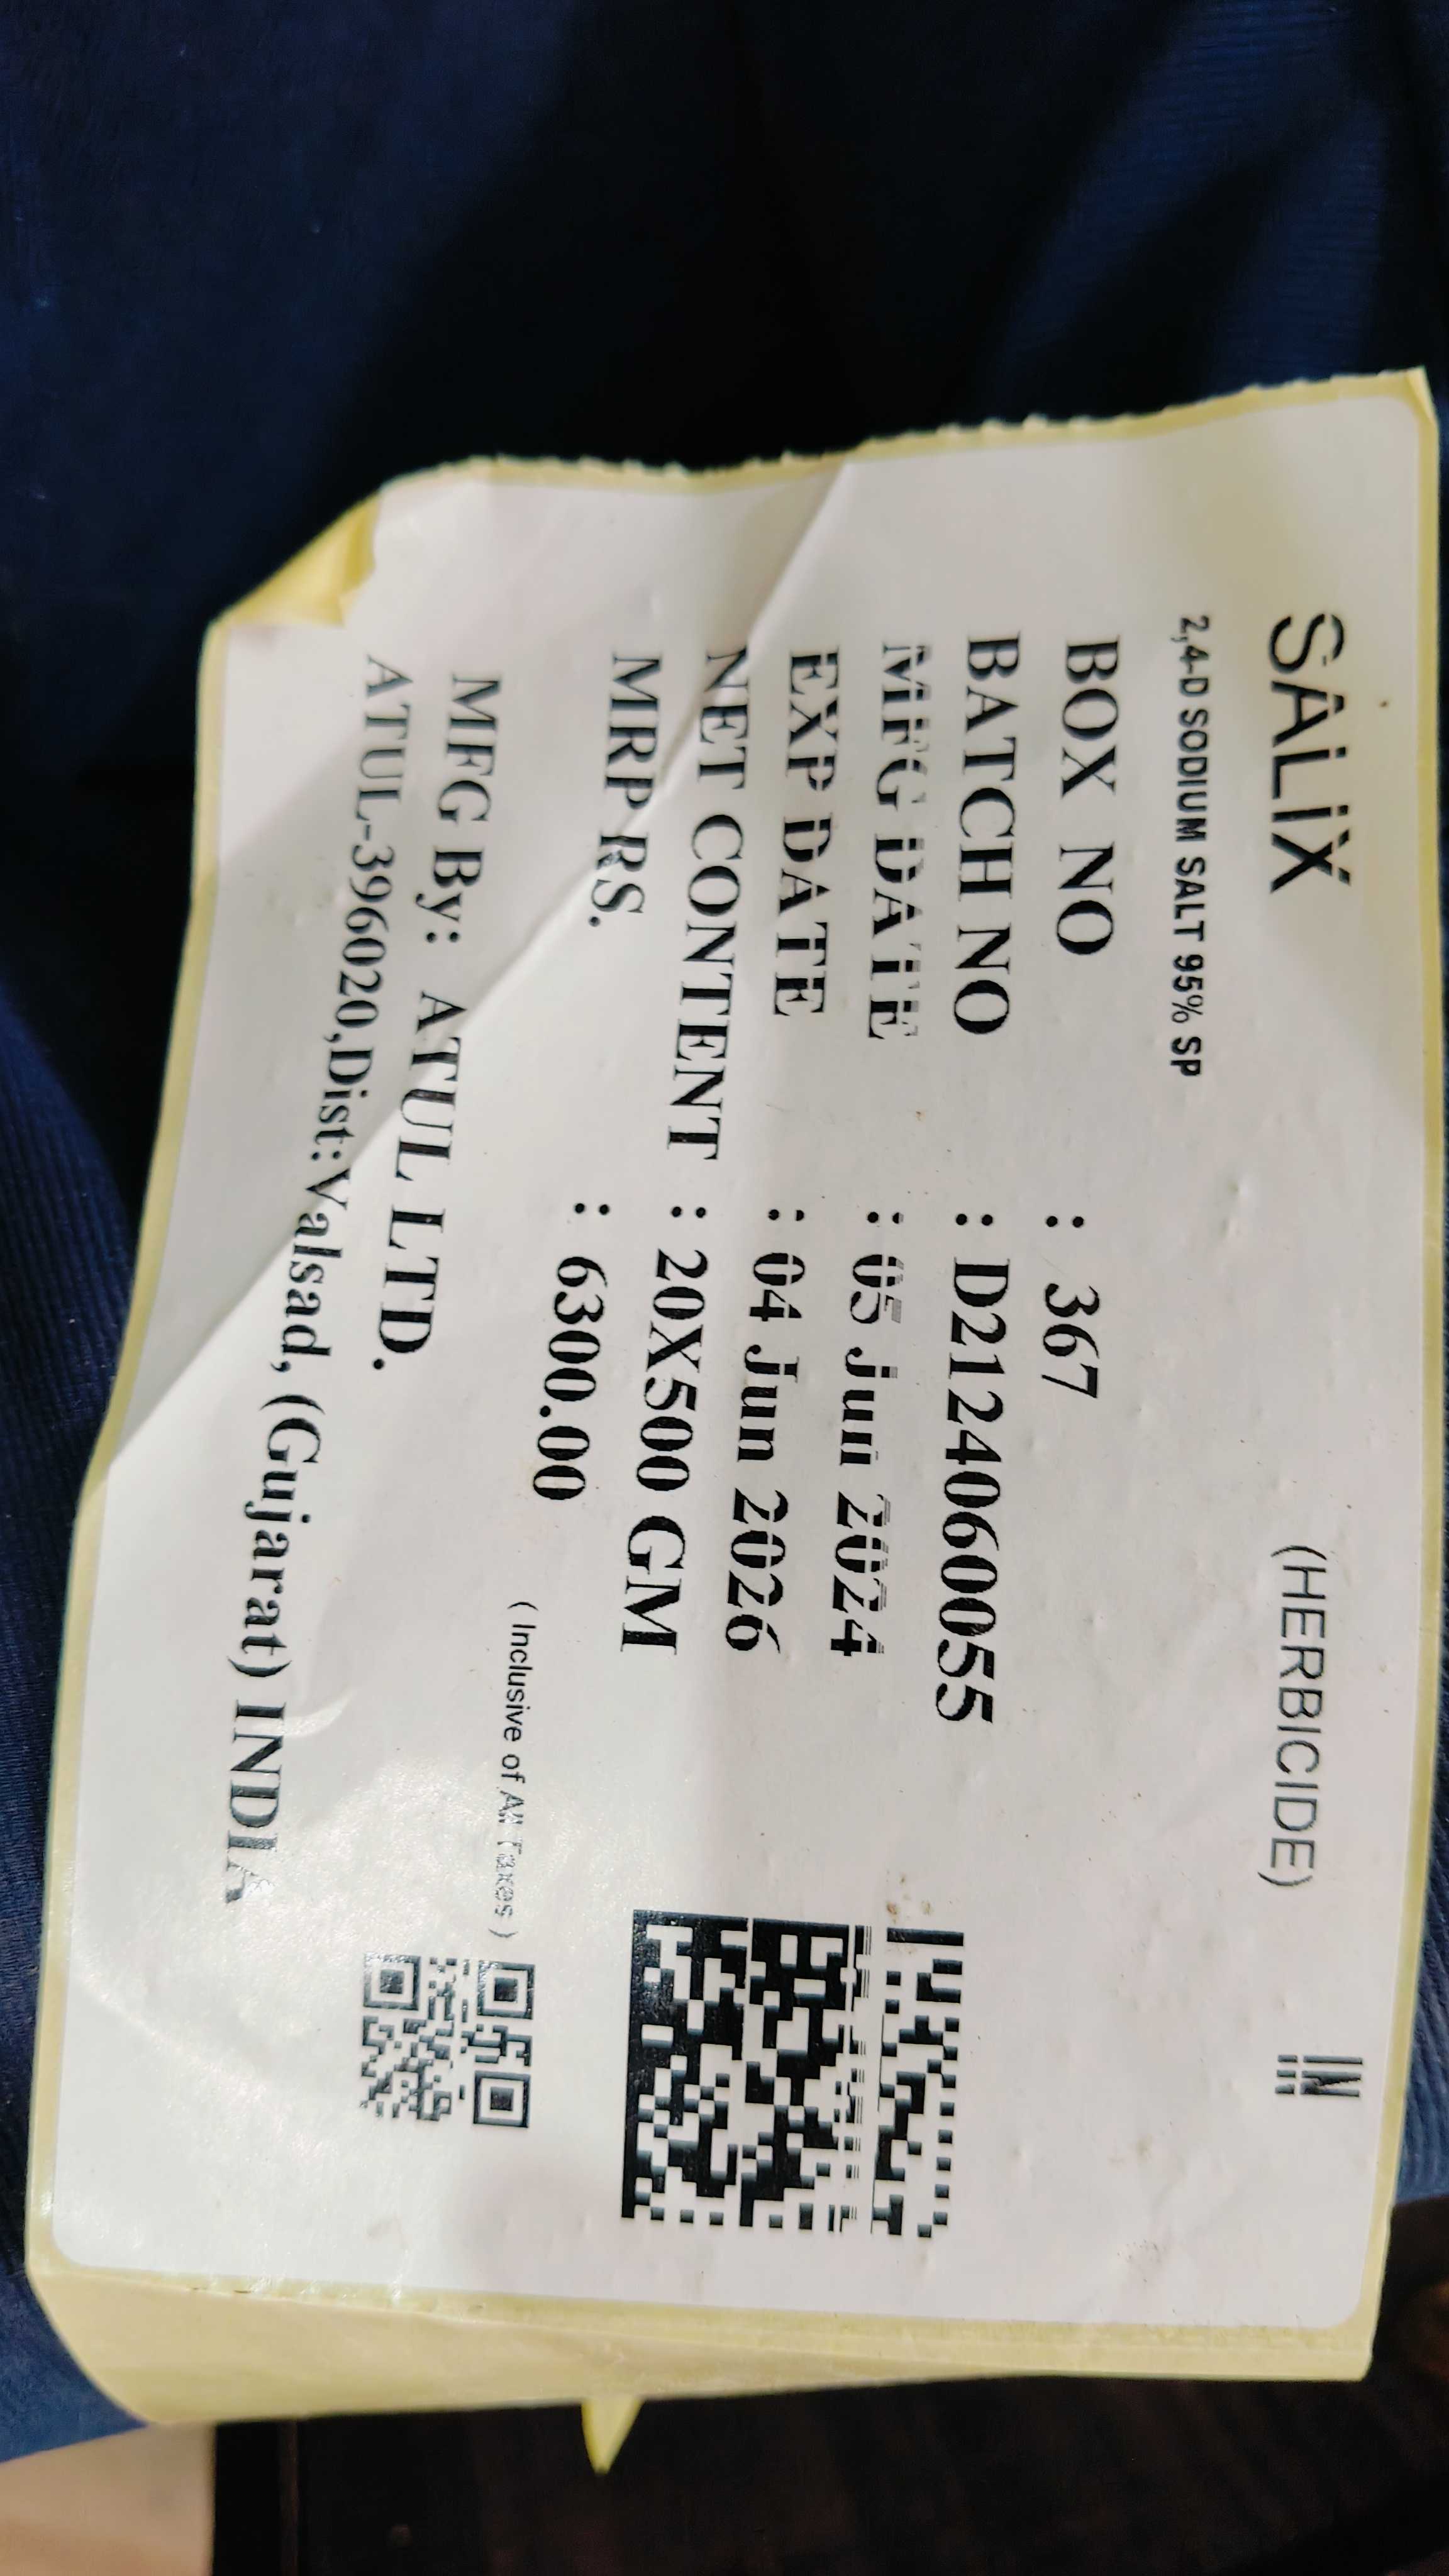 SALIX (HERBICIDE) IN
2,4-D SODIUM SALT 95% SP
BOX NO : 367
BATCH NO : D2124060055
MFG DATE : 05 Jun 2024
EXP DATE : 04 Jun 2026
NET CONTENT : 20X500 GM
MRP RS. : 6300.00
( Inclusive of All Taxes )
MFG By: ATUL LTD.
ATUL-396020,Dist:Valsad, (Gujarat) INDIA